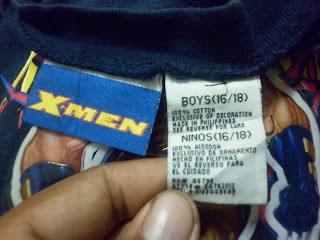 X-MEN
BOYS(16/18)
100% COTTON
EXCLUSIVE OF DECORATION
MADE IN PHILIPPINES
SEE REVERSE FOR CARE
NINOS(16/18)
100% ALGODON
EXCLUSIVO DE ORNAMENTO
HECHO EN FILIPINAS
VE EL REVERSO PARA
EL CUIDADO